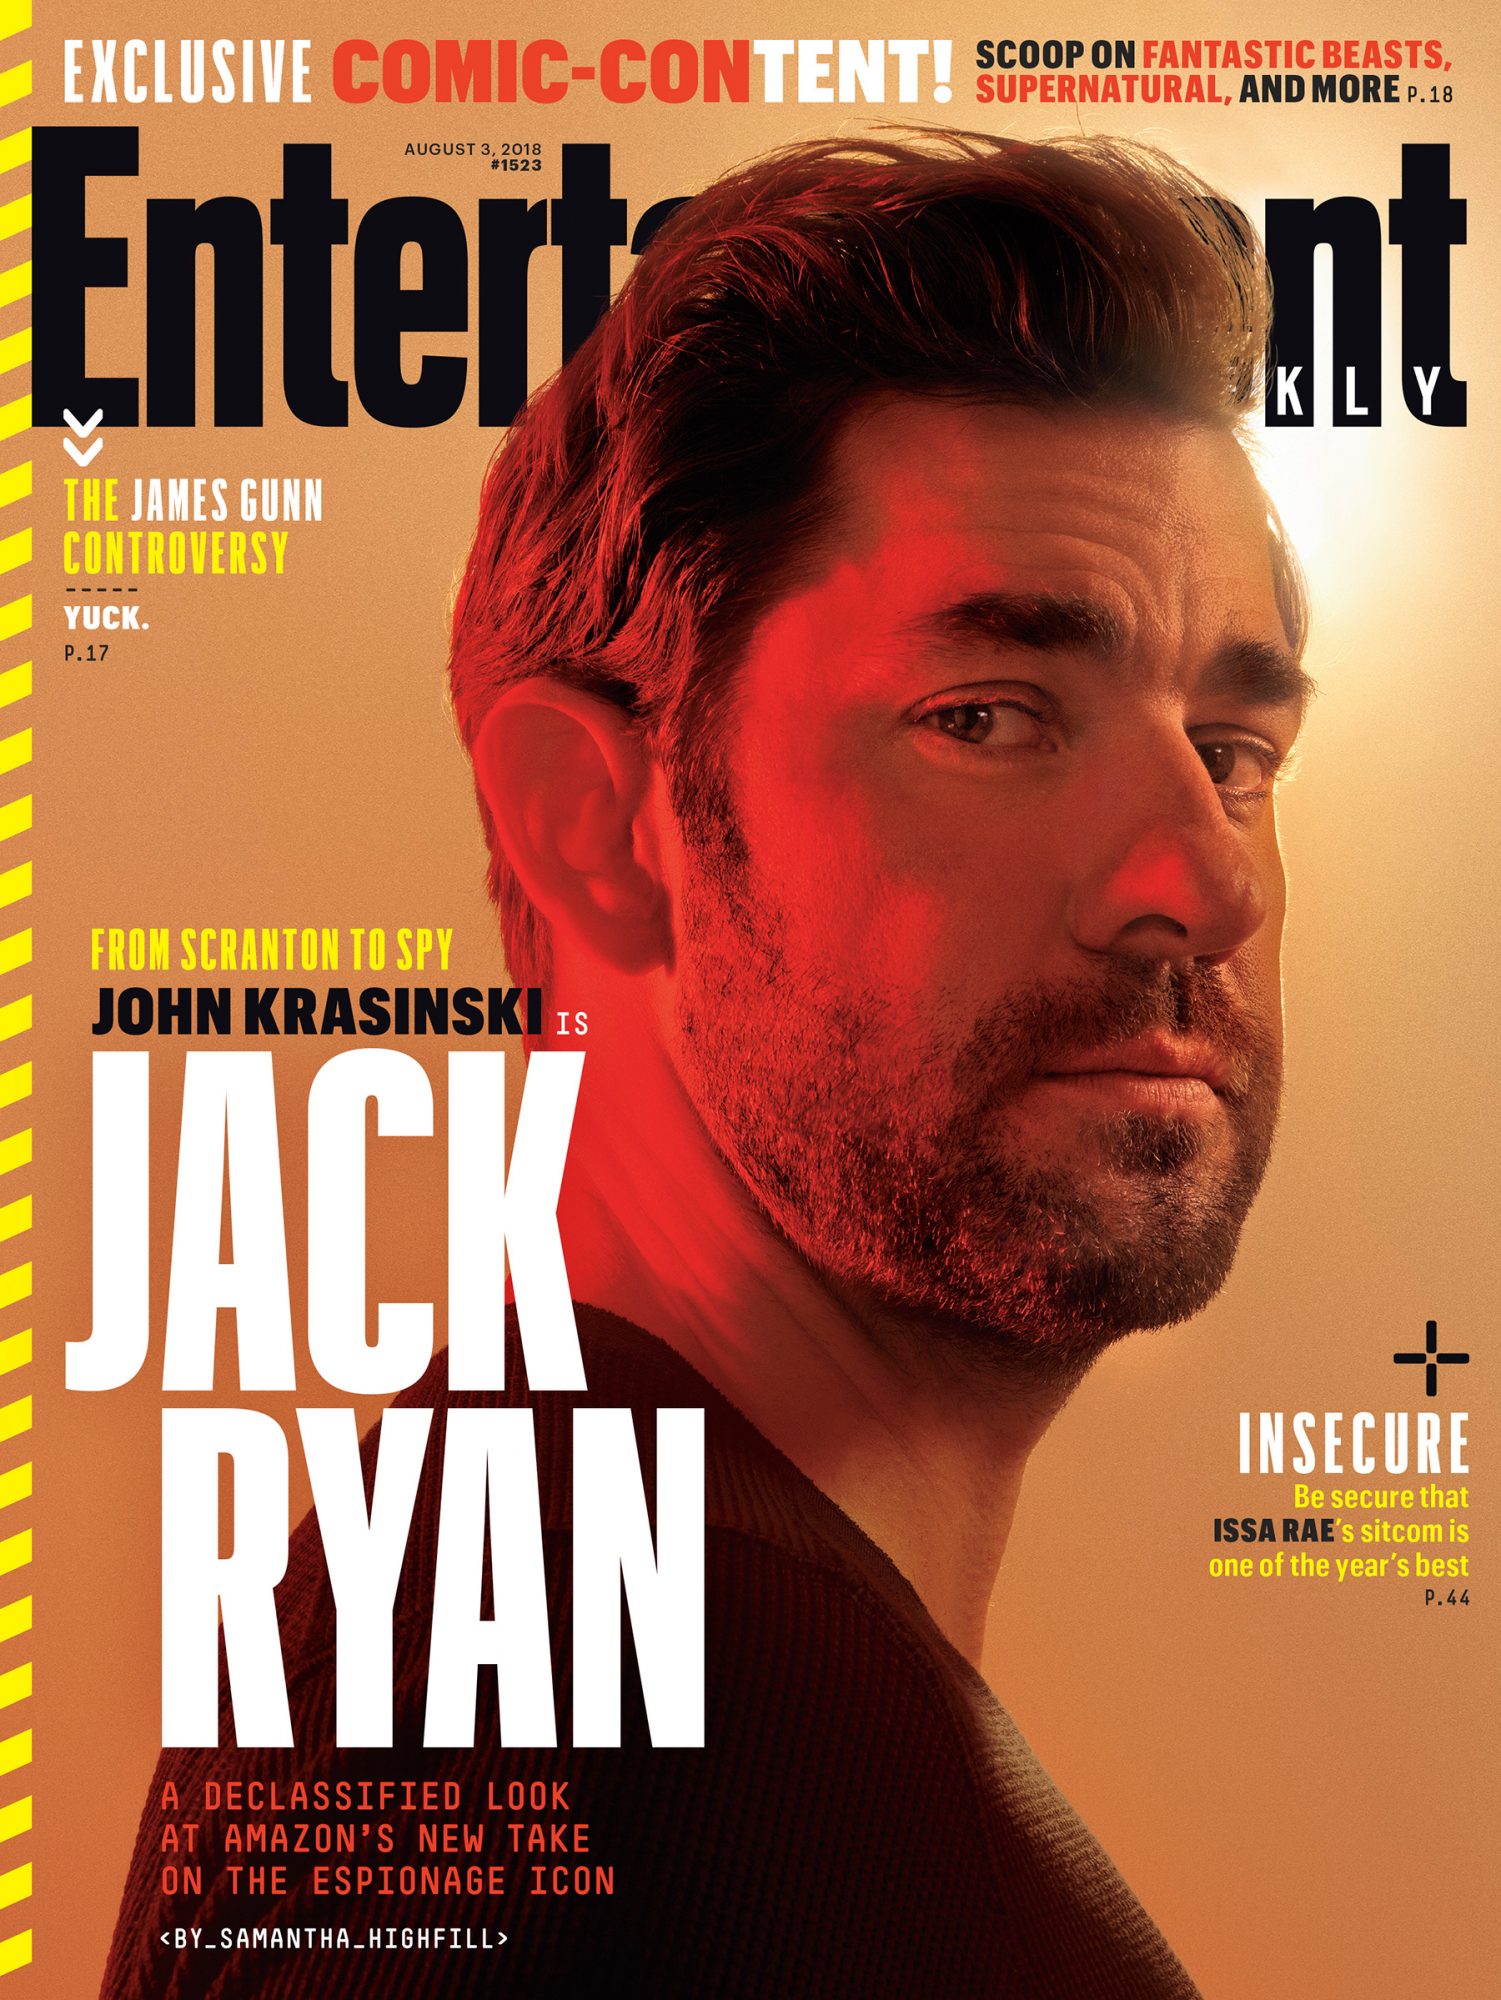 EXCLUSIVE COMIC-CONTENT! SCOOP ON FANTASTIC BEASTS,
SUPERNATURAL, AND MORE P.18
AUGUST 3, 2018
#1523
Entert nt
KLY
THE JAMES GUNN
CONTROVERSY
YUCK.
P.17
FROM SCRANTON TO SPY
JOHN KRASINSKI IS
JACK
RYAN
A DECLASSIFIED LOOK
AT AMAZON'S NEW TAKE
ON THE ESPIONAGE ICON
<BY_SAMANTHA_HIGHFILL>
INSECURE
Be secure that
ISSA RAE's sitcom is
one of the year's best
P.44